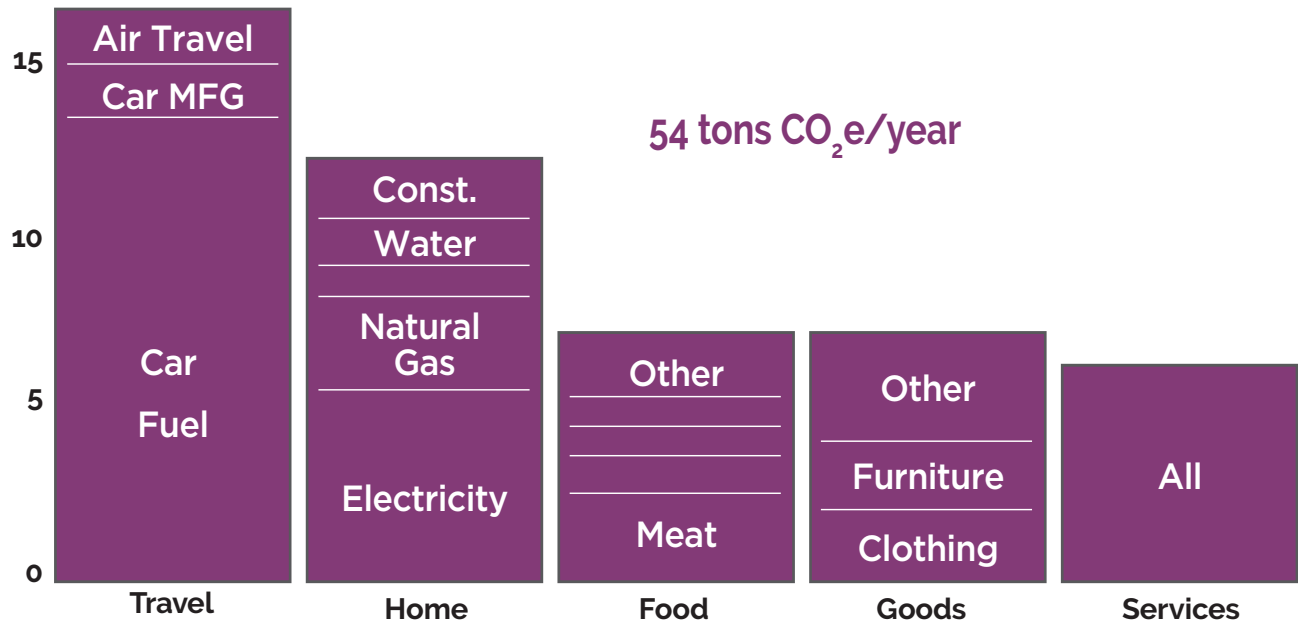 15
10
5
0
54 tons CO₂e/year
Air Travel
Car MFG
Car
Fuel
Const.
Water
Natural
Gas
Electricity
Other
Meat
Other
Furniture
Clothing
All
Travel
Home
Food
Goods
Services